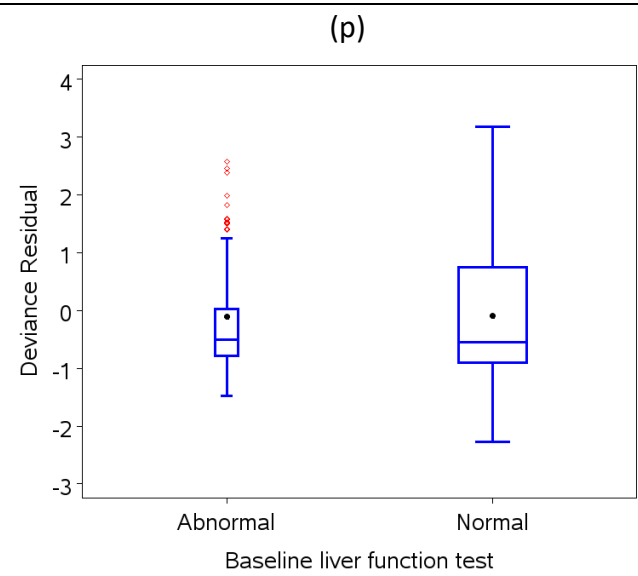 (p)
4
3
2
1
0
-1
-2
-3
Deviance Residual
Abnormal
Normal
Baseline liver function test